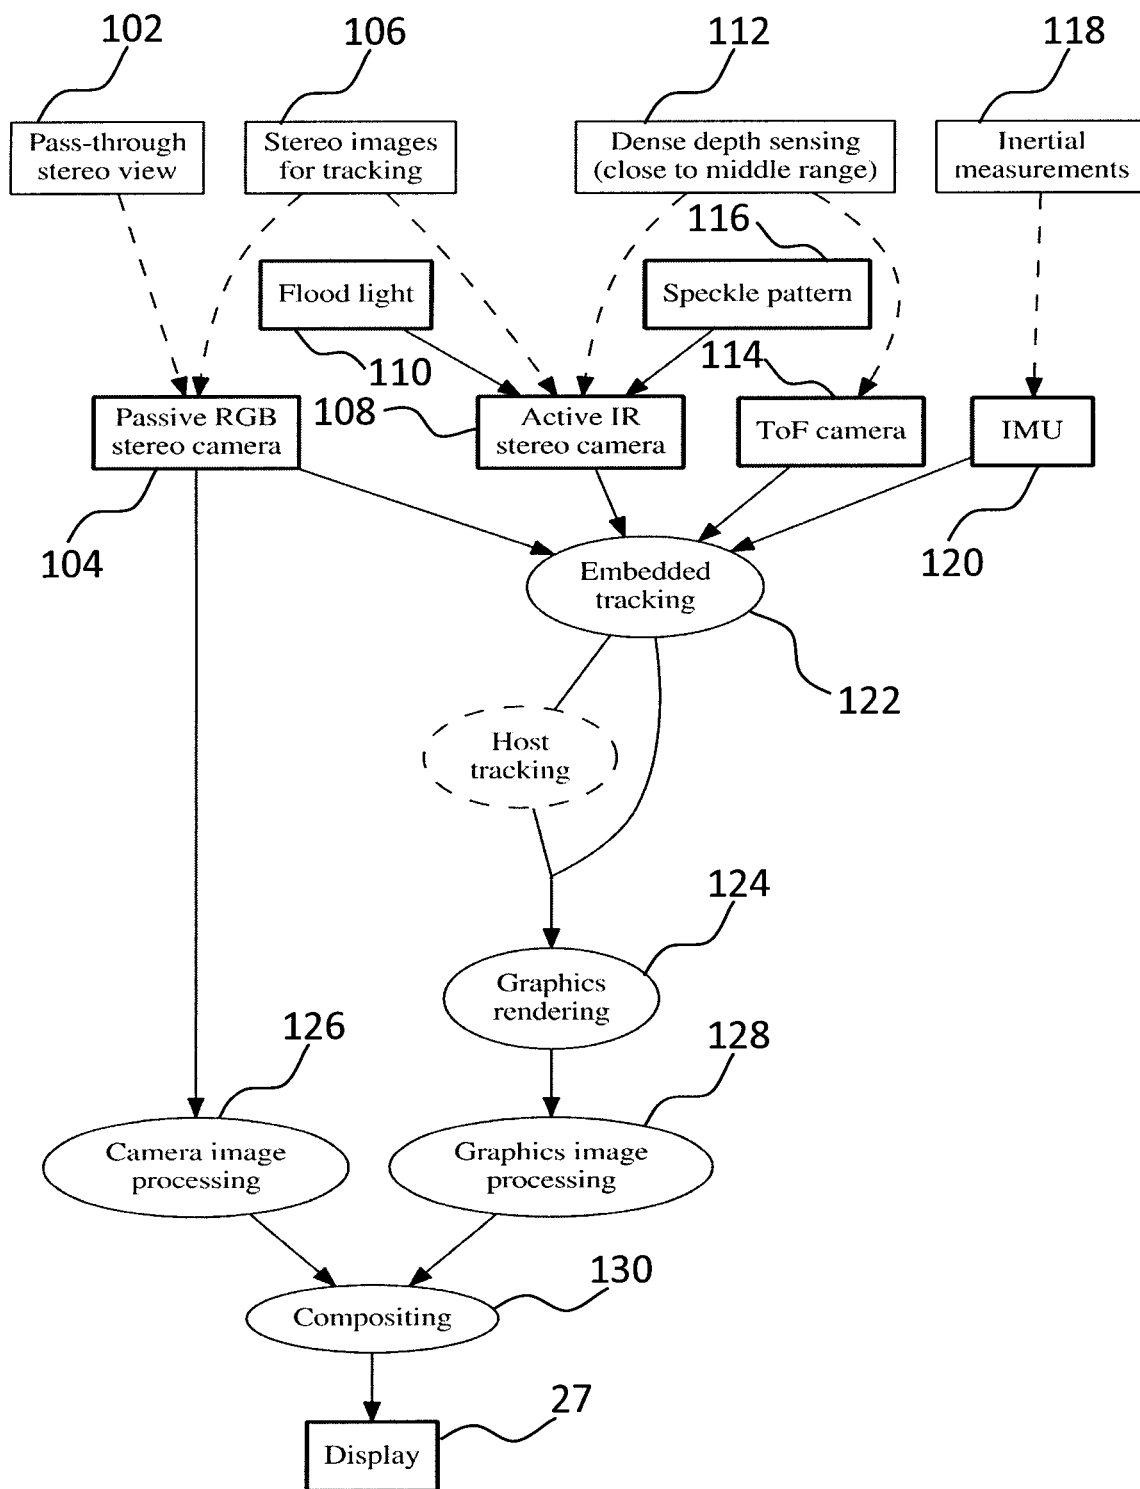 102
106
112
118
Pass-through
stereo view
Stereo images
for tracking
Dense depth sensing
(close to middle range)
Inertial
measurements
116
Flood light
Speckle pattern
110
114
108
Passive RGB
stereo camera
Active IR
stereo camera
ToF camera
IMU
104
120
Embedded
tracking
122
Host
tracking
124
Graphics
rendering
126
128
Camera image
processing
Graphics image
processing
130
Compositing
27
Display